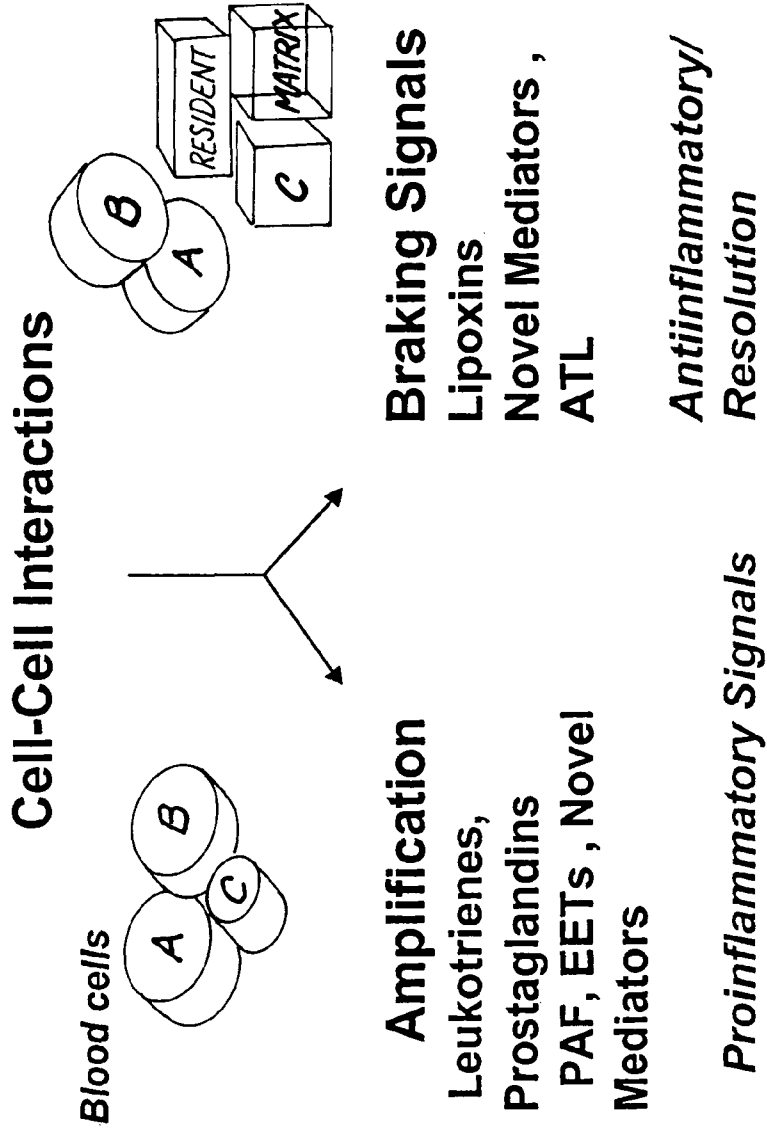 Cell-Cell Interactions
Blood cells
A
B
C
B
A
RESIDENT
C
MATRIX
Amplification
Leukotrienes,
Prostaglandins
PAF, EETs , Novel
Mediators
Proinflammatory Signals
Braking Signals
Lipoxins
Novel Mediators ,
ATL
Antiinflammatory/
Resolution